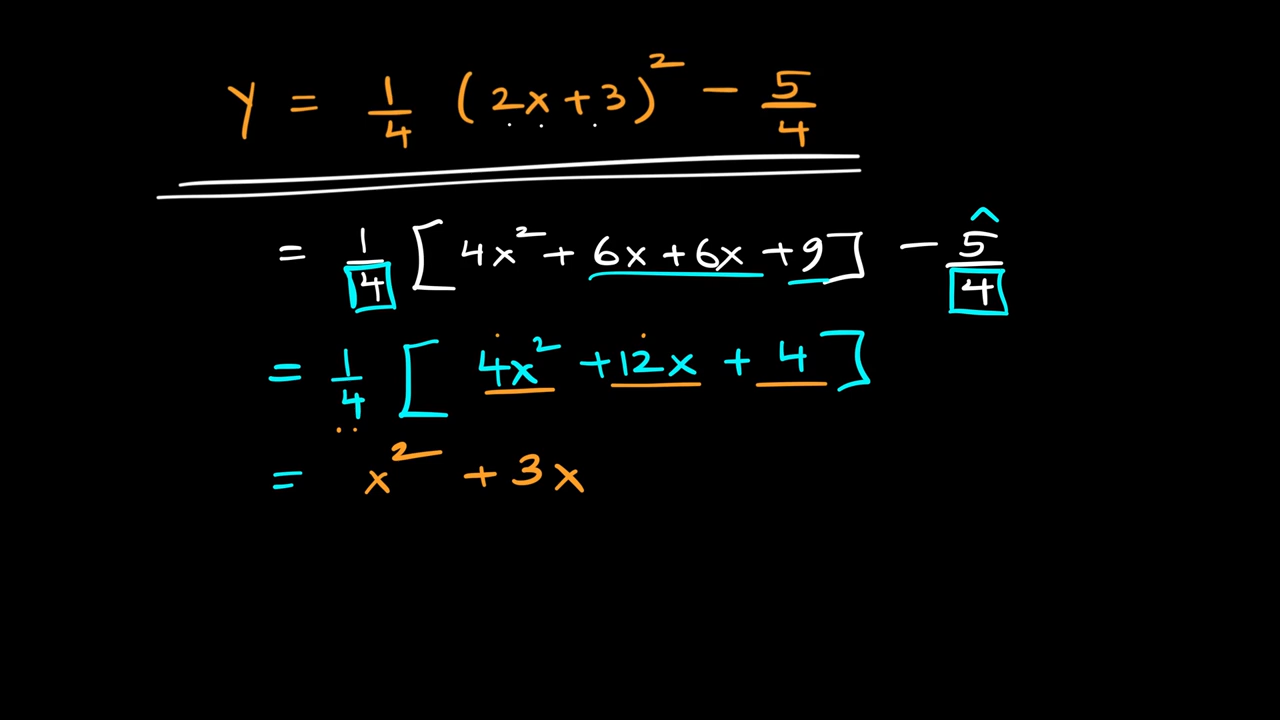 Y = 1/4 (2x + 3)² - 5/4
= 1/4 [4x² + 6x + 6x + 9] - 5/4
= 1/4 [4x² + 12x + 4]
= x² + 3x